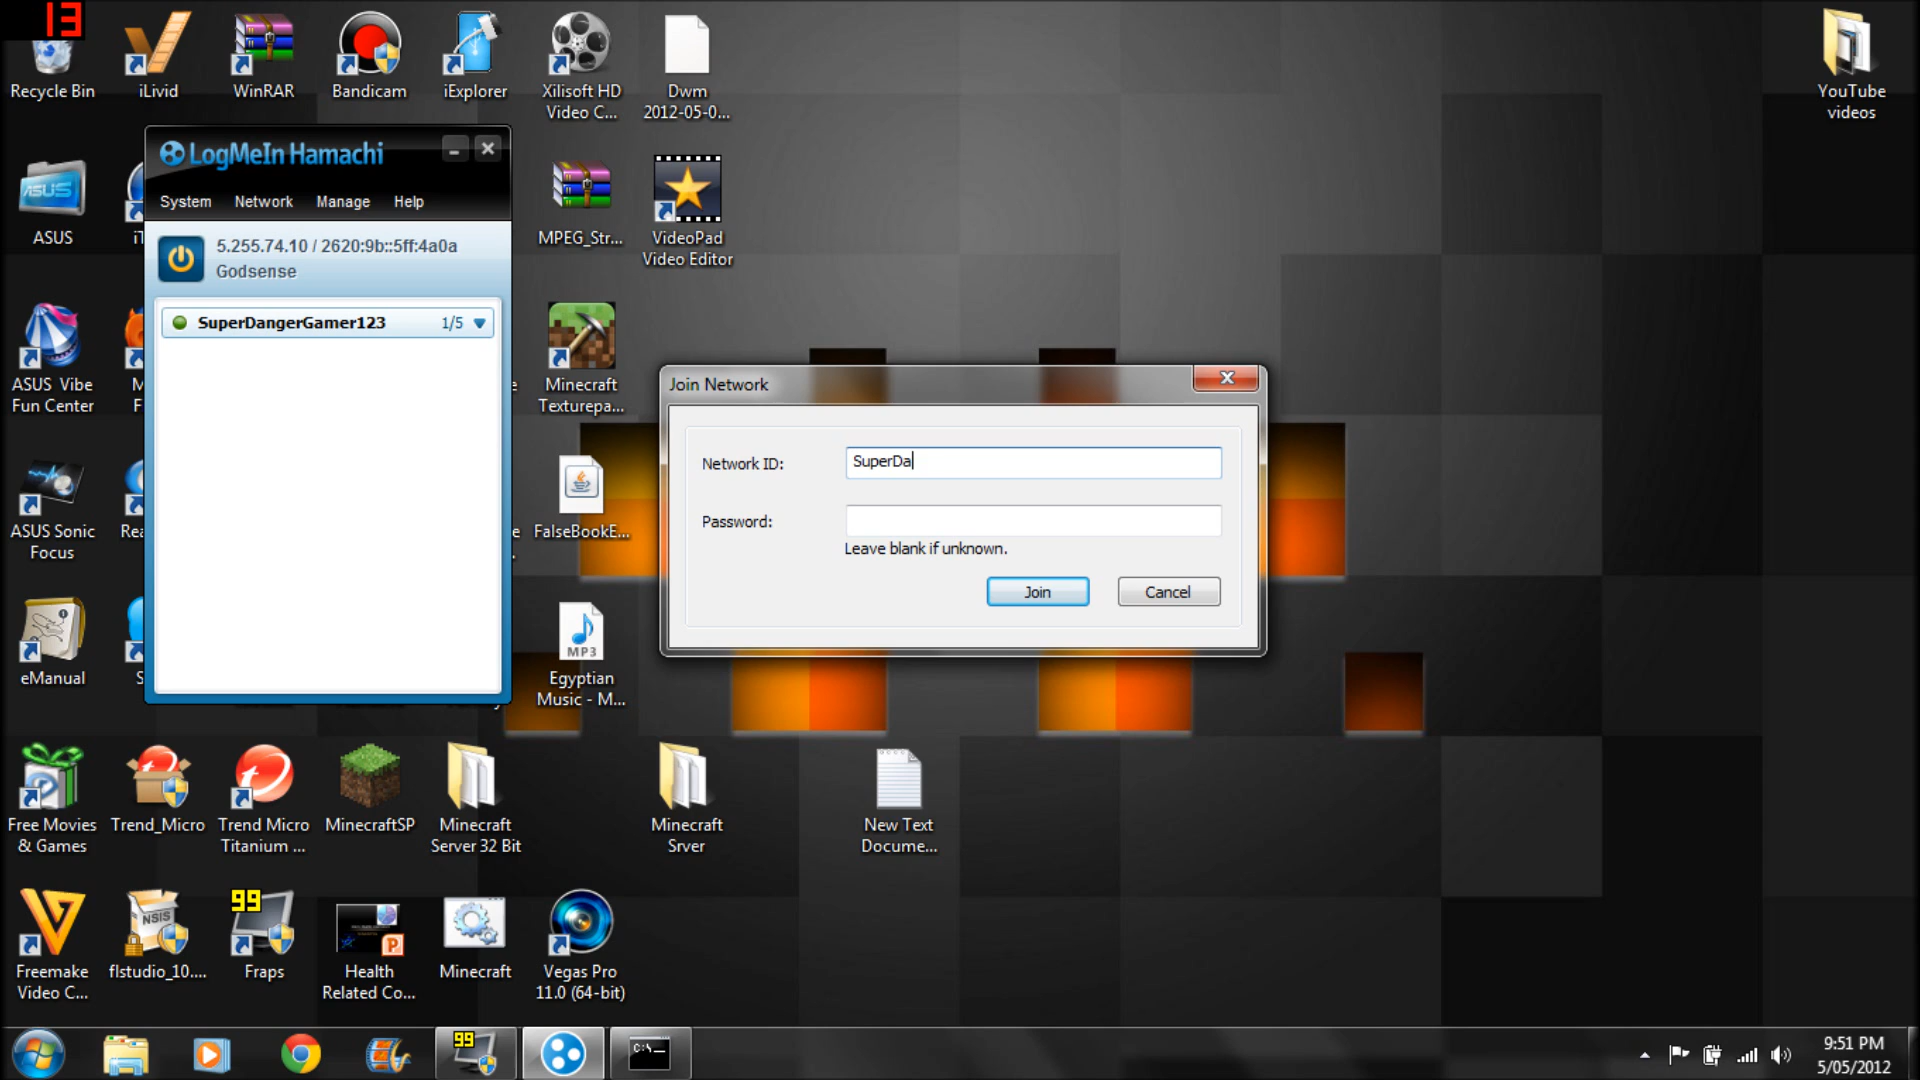 13
Recycle Bin
iLivid
WinRAR
Bandicam
iExplorer
Xilisoft HD
Video C...
Dwm
2012-05-0...
YouTube
videos
LogMeIn Hamachi
System
Network
Manage
Help
5.255.74.10 / 2620:9b::5ff:4a0a
Godsense
SuperDangerGamer123
1/5
ASUS
ASUS
MPEG_Str...
VideoPad
Video Editor
ASUS Vibe
Fun Center
Minecraft
Texturepa...
Join Network
Network ID:
SuperDa
Password:
Leave blank if unknown.
Join
Cancel
ASUS Sonic
Focus
FalseBookE...
eManual
MP3
Egyptian
Music - M...
Free Movies
& Games
Trend_Micro
Trend Micro
Titanium ...
MinecraftSP
Minecraft
Server 32 Bit
Minecraft
Srver
New Text
Docume...
NSIS
99
Freemake
Video C...
flstudio_10....
Fraps
Health
Related Co...
Minecraft
Vegas Pro
11.0 (64-bit)
99
C:\
9:51 PM
5/05/2012